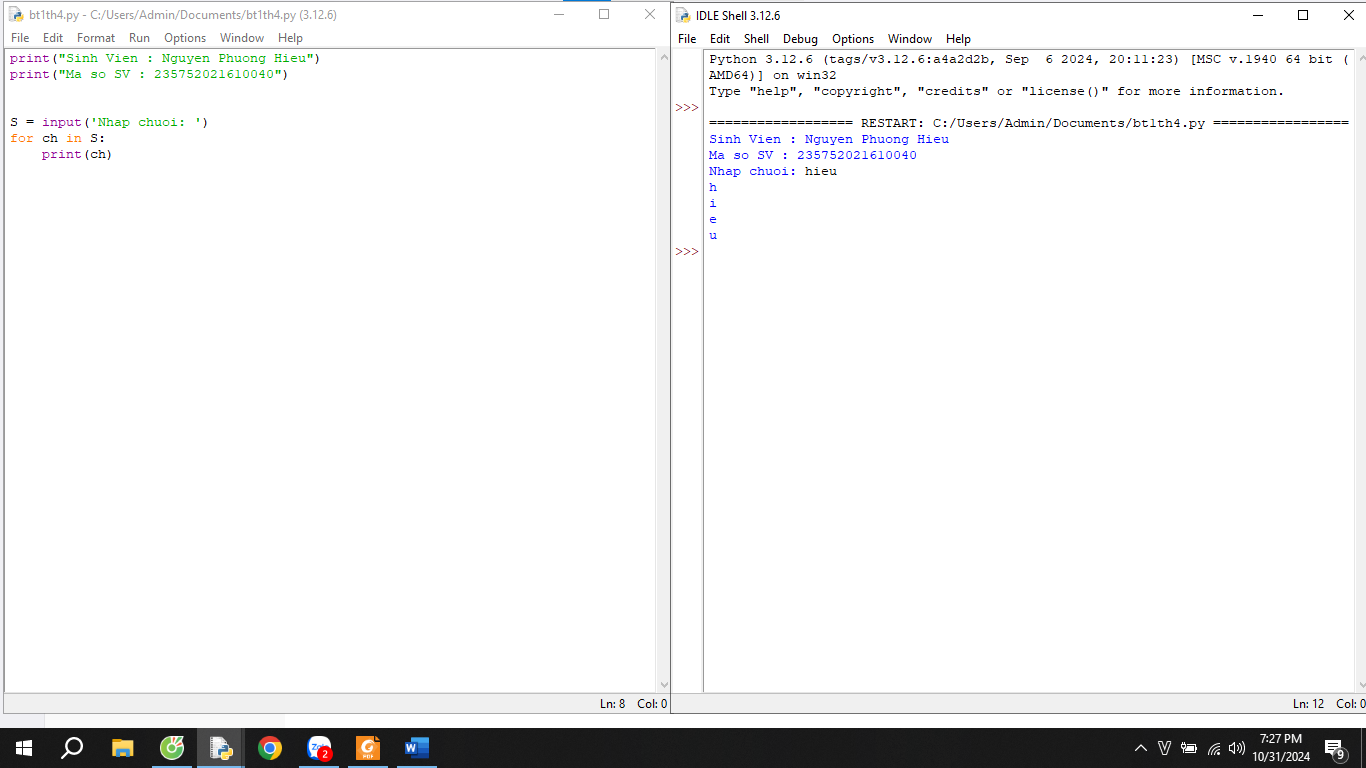 bt1th4.py - C:/Users/Admin/Documents/bt1th4.py (3.12.6)
File Edit Format Run Options Window Help
print("Sinh Vien : Nguyen Phuong Hieu")
print("Ma so SV : 235752021610040")
S = input('Nhap chuoi: ')
for ch in S:
    print(ch)
Ln: 8 Col: 0
IDLE Shell 3.12.6
File Edit Shell Debug Options Window Help
Python 3.12.6 (tags/v3.12.6:a4a2d2b, Sep  6 2024, 20:11:23) [MSC v.1940 64 bit (
AMD64)] on win32
Type "help", "copyright", "credits" or "license()" for more information.
>>>
================== RESTART: C:/Users/Admin/Documents/bt1th4.py =================
Sinh Vien : Nguyen Phuong Hieu
Ma so SV : 235752021610040
Nhap chuoi: hieu
h
i
e
u
>>>
Ln: 12 Col: 0
7:27 PM
10/31/2024
Zalo
2
PDF
W
V
9